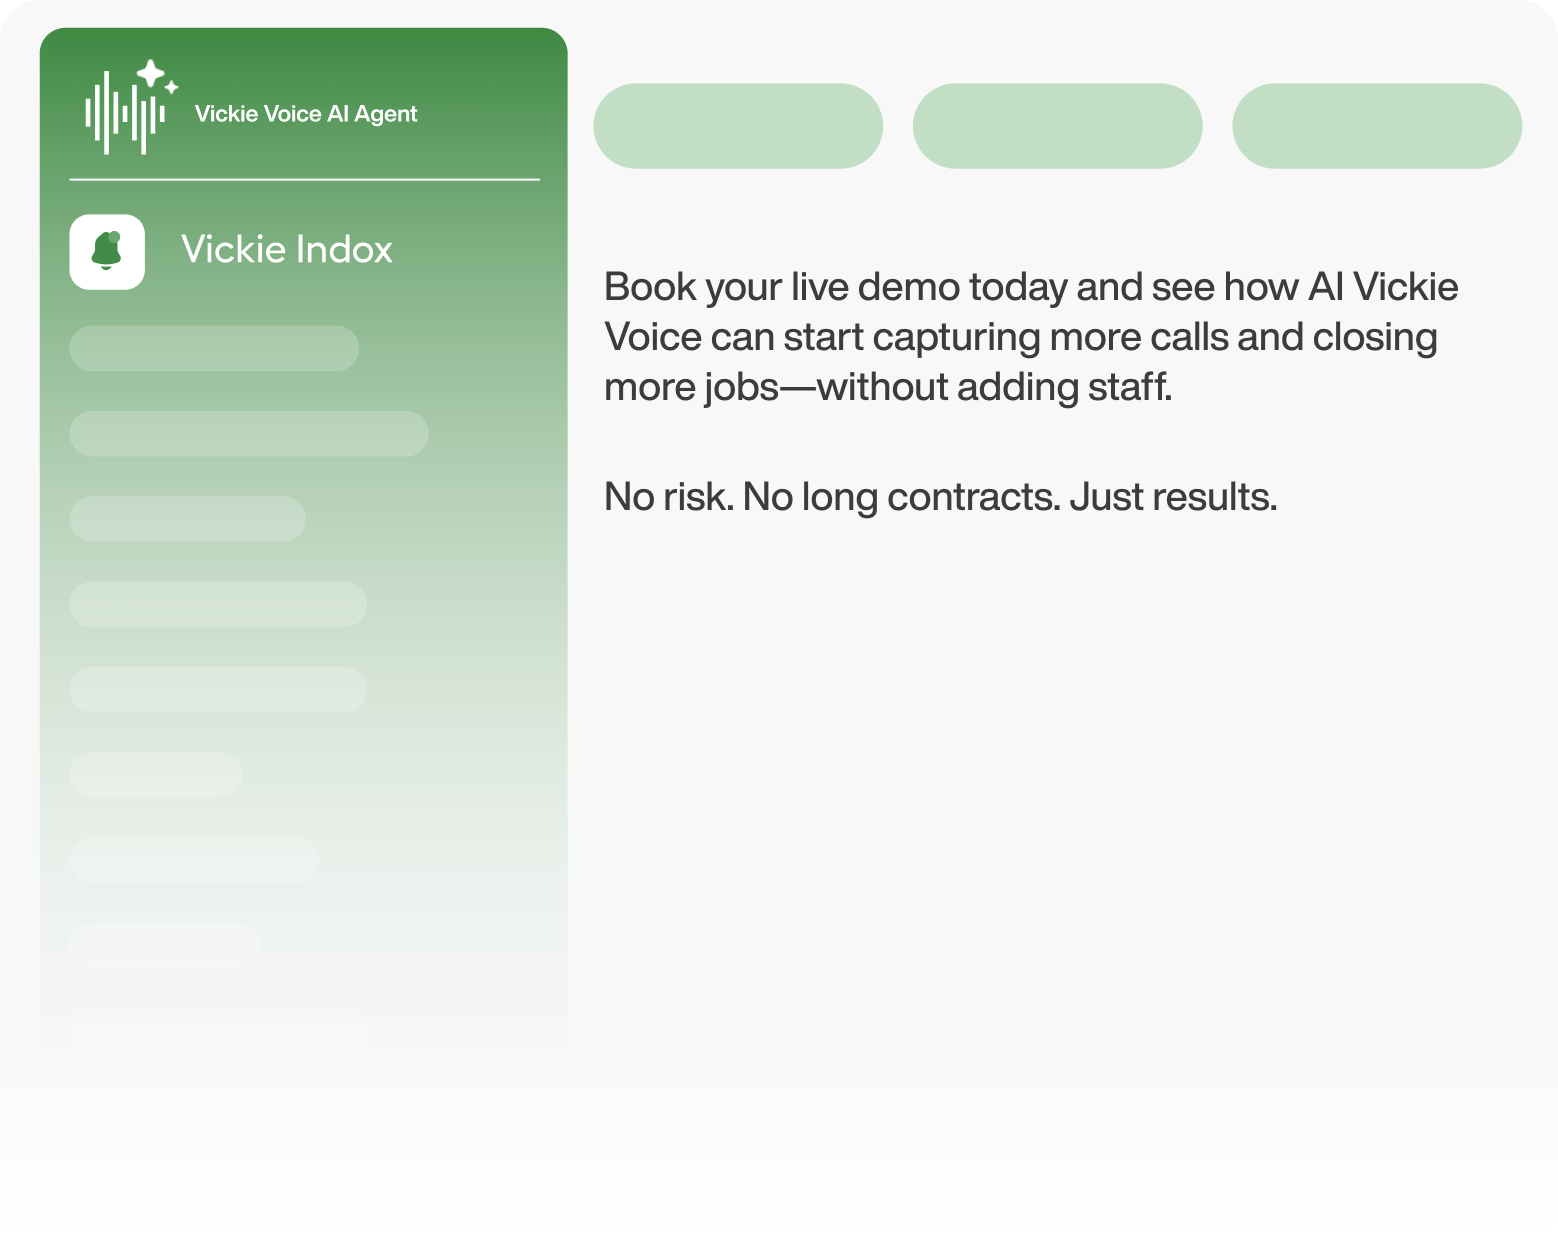 Vickie Voice AI Agent
Vickie Indox
Book your live demo today and see how AI Vickie
Voice can start capturing more calls and closing
more jobs—without adding staff.
No risk. No long contracts. Just results.